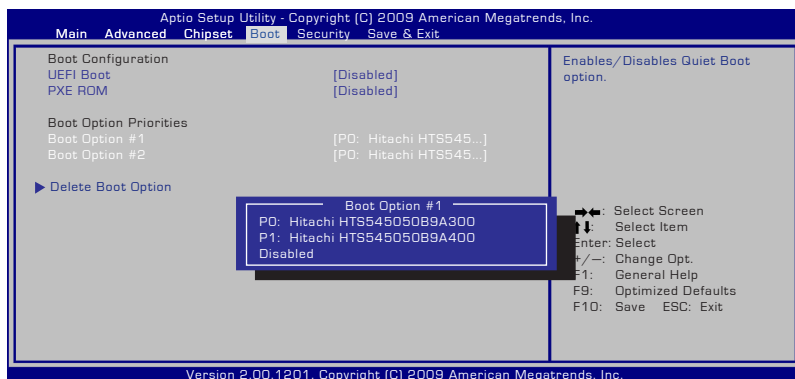 Aptio Setup Utility - Copyright (C) 2009 American Megatrends, Inc.
Main Advanced Chipset Boot Security Save & Exit
Boot Configuration
UEFI Boot [Disabled]
PXE ROM [Disabled]
Boot Option Priorities
Boot Option #1 [P0: Hitachi HTS545...]
Boot Option #2 [P0: Hitachi HTS545...]
Delete Boot Option
Boot Option #1
P0: Hitachi HTS545050B9A300
P1: Hitachi HTS545050B9A400
Disabled
Enables/Disables Quiet Boot
option.
→←: Select Screen
↑↓: Select Item
Enter: Select
+/—: Change Opt.
F1: General Help
F9: Optimized Defaults
F10: Save ESC: Exit
Version 2.00.1201. Copyright (C) 2009 American Megatrends, Inc.